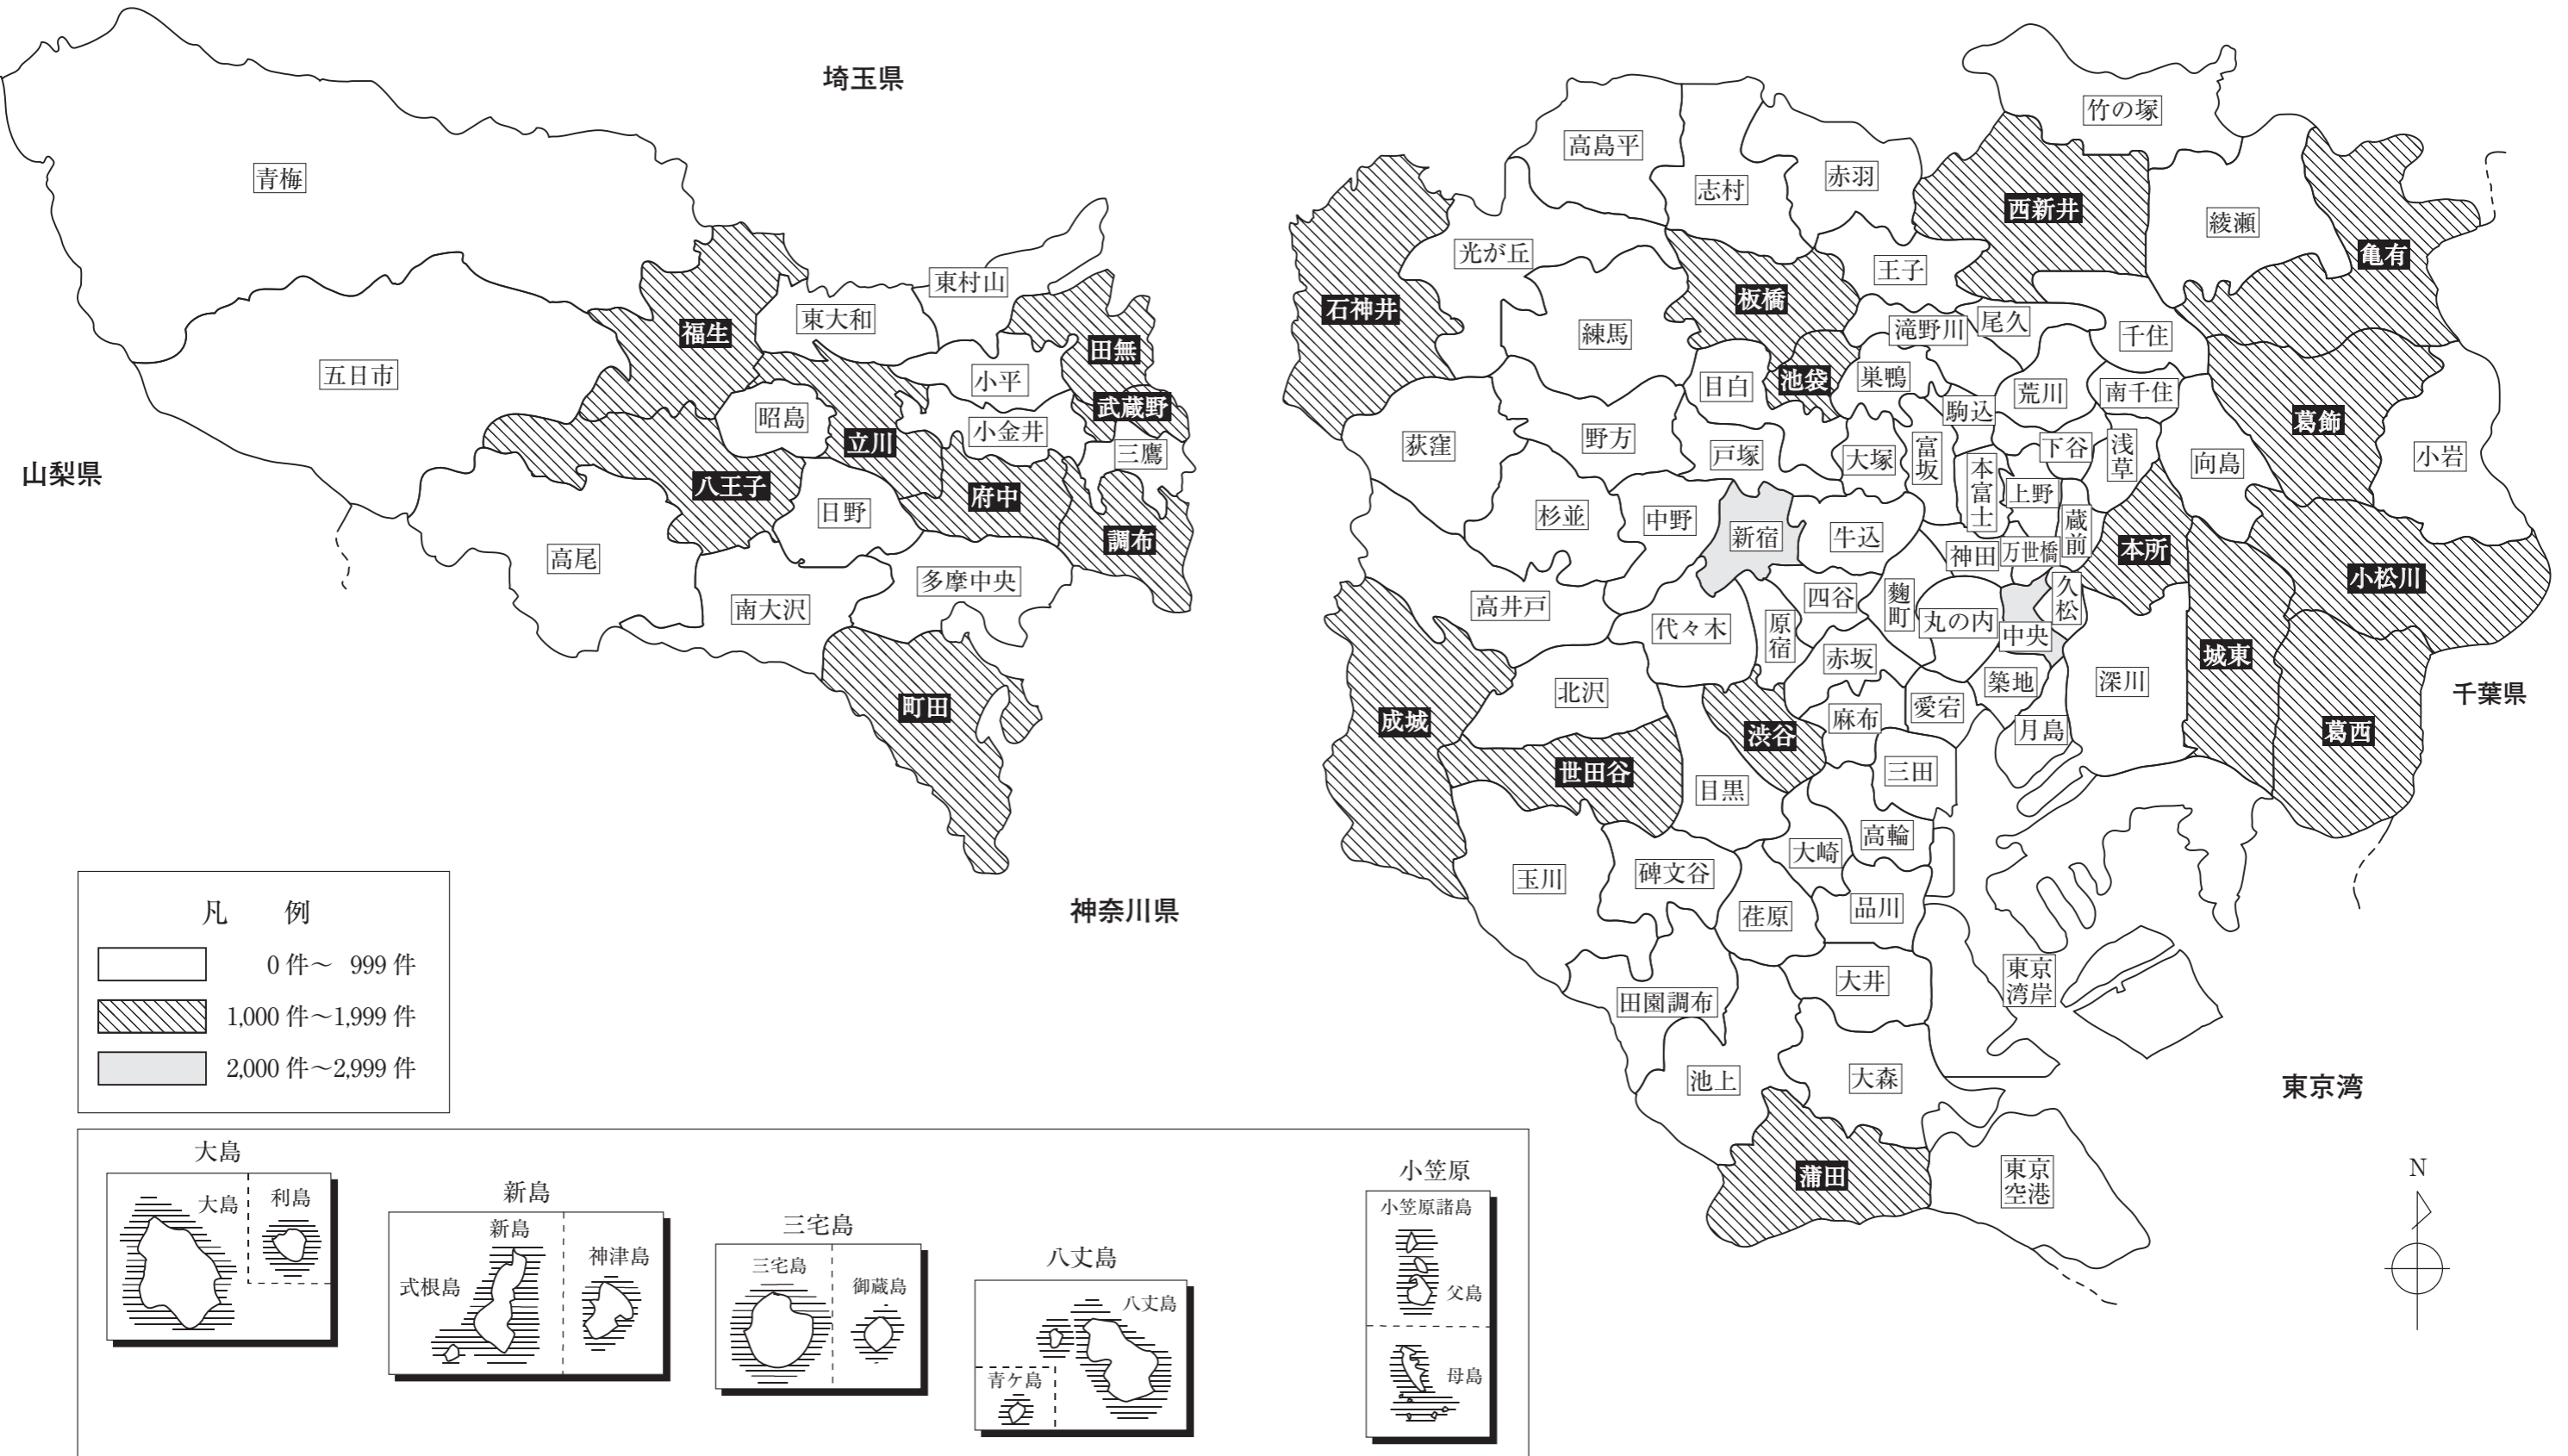 埼玉県
山梨県
神奈川県
千葉県
東京湾
青梅
五日市
福生
東大和
東村山
田無
小平
武蔵野
昭島
立川
小金井
三鷹
八王子
府中
日野
調布
高尾
南大沢
多摩中央
町田
竹の塚
高島平
志村
赤羽
西新井
綾瀬
亀有
光が丘
石神井
板橋
王子
練馬
滝野川
尾久
千住
目白
池袋
巣鴨
荒川
南千住
駒込
葛飾
荻窪
野方
戸塚
大塚
富坂
本富士
下谷
浅草
向島
小岩
上野
杉並
中野
新宿
牛込
神田
万世橋
蔵前
本所
小松川
高井戸
代々木
原宿
四谷
麴町
丸の内
中央
久松
城東
赤坂
北沢
築地
深川
成城
渋谷
麻布
愛宕
月島
葛西
世田谷
目黒
三田
高輪
大崎
玉川
碑文谷
荏原
品川
東京
湾岸
大井
田園調布
池上
大森
蒲田
東京
空港
N
凡 例
0件～ 999件
1,000件～1,999件
2,000件～2,999件
大島
大島
利島
新島
新島
式根島
神津島
三宅島
三宅島
御蔵島
八丈島
八丈島
青ケ島
小笠原
小笠原諸島
父島
母島